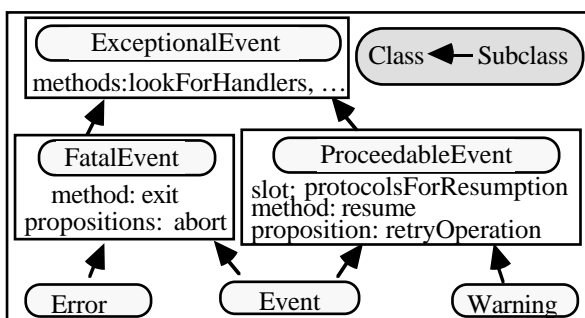 ExceptionalEvent
methods:lookForHandlers, …
Class
Subclass
FatalEvent
method: exit
propositions: abort
ProceedableEvent
slot: protocolsForResumption
method: resume
proposition: retryOperation
Error
Event
Warning